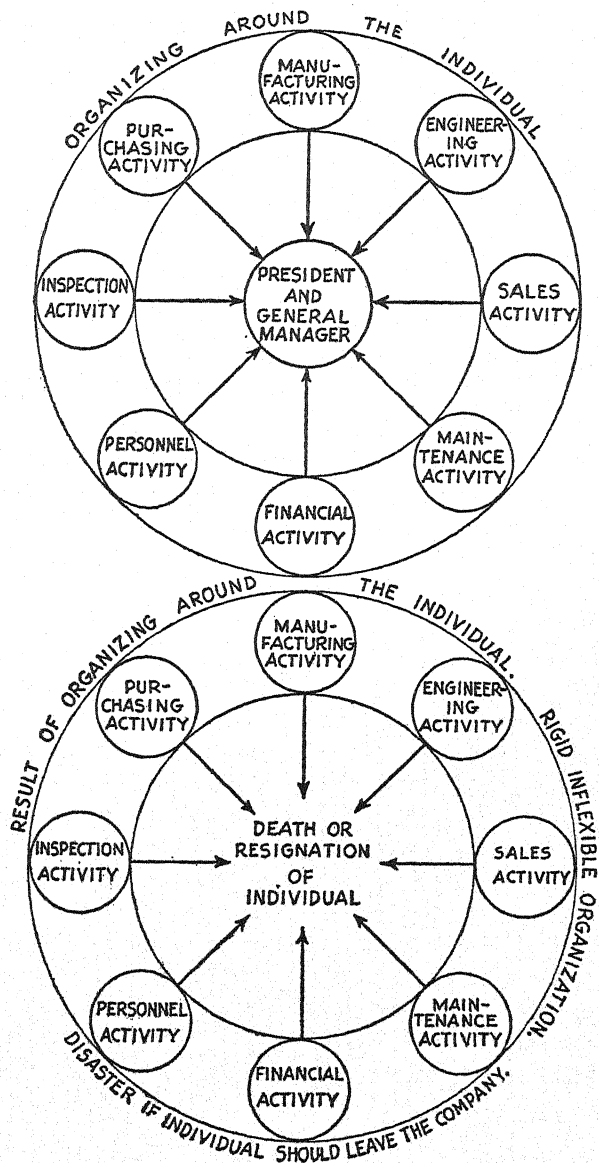 ORGANIZING AROUND THE INDIVIDUAL
MANU-
FACTURING
ACTIVITY
PUR-
CHASING
ACTIVITY
ENGINEER-
ING
ACTIVITY
INSPECTION
ACTIVITY
PRESIDENT
AND
GENERAL
MANAGER
SALES
ACTIVITY
PERSONNEL
ACTIVITY
MAIN-
TENANCE
ACTIVITY
FINANCIAL
ACTIVITY
RESULT OF ORGANIZING AROUND THE INDIVIDUAL.
RIGID INFLEXIBLE ORGANIZATION.
MANU-
FACTURING
ACTIVITY
PUR-
CHASING
ACTIVITY
ENGINEER-
ING
ACTIVITY
INSPECTION
ACTIVITY
DEATH OR
RESIGNATION
OF
INDIVIDUAL
SALES
ACTIVITY
PERSONNEL
ACTIVITY
MAIN-
TENANCE
ACTIVITY
FINANCIAL
ACTIVITY
DISASTER IF INDIVIDUAL SHOULD LEAVE THE COMPANY.